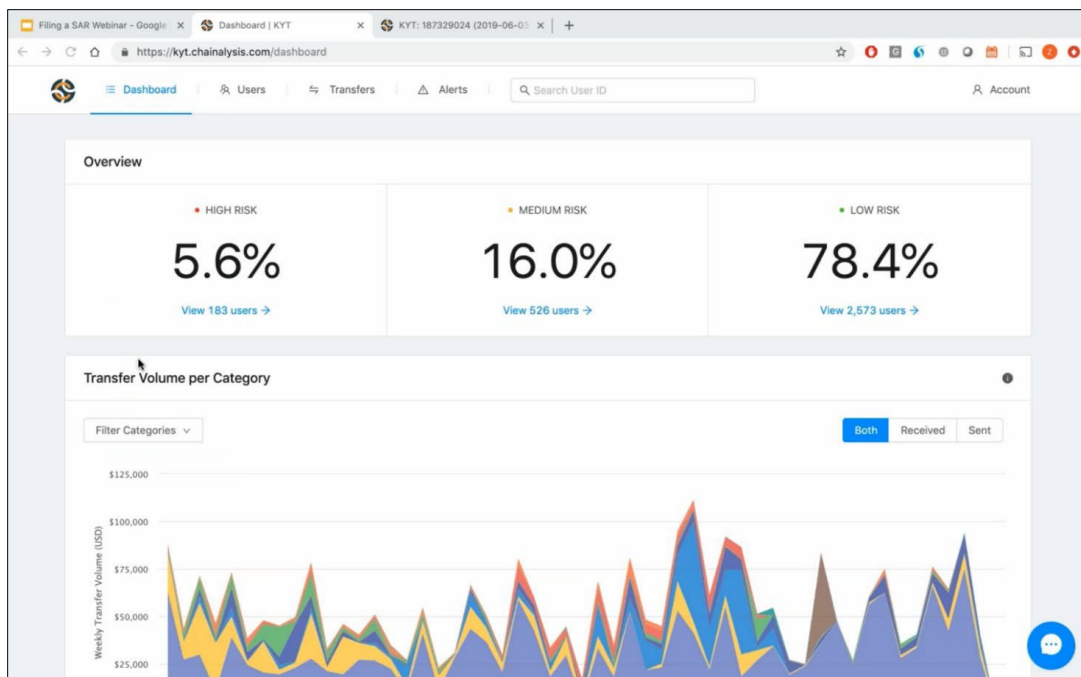 Filing a SAR Webinar - Google
Dashboard | KYT
KYT: 187329024 (2019-06-03
https://kyt.chainalysis.com/dashboard
Dashboard
Users
Transfers
Alerts
Search User ID
Account
Overview
HIGH RISK
MEDIUM RISK
LOW RISK
5.6%
16.0%
78.4%
View 183 users →
View 526 users →
View 2,573 users →
Transfer Volume per Category
Filter Categories
Both
Received
Sent
$125,000
$100,000
$75,000
$50,000
$25,000
Weekly Transfer Volume (USD)